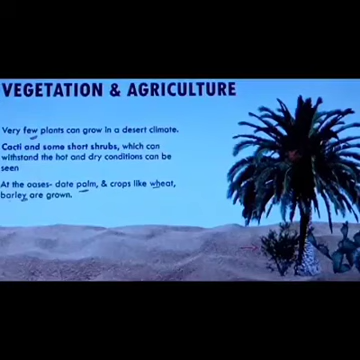 VEGETATION & AGRICULTURE
Very few plants can grow in a desert climate.
Cacti and some short shrubs, which can
withstand the hot and dry conditions can be
seen
At the oases- date palm, & crops like wheat,
barley are grown.